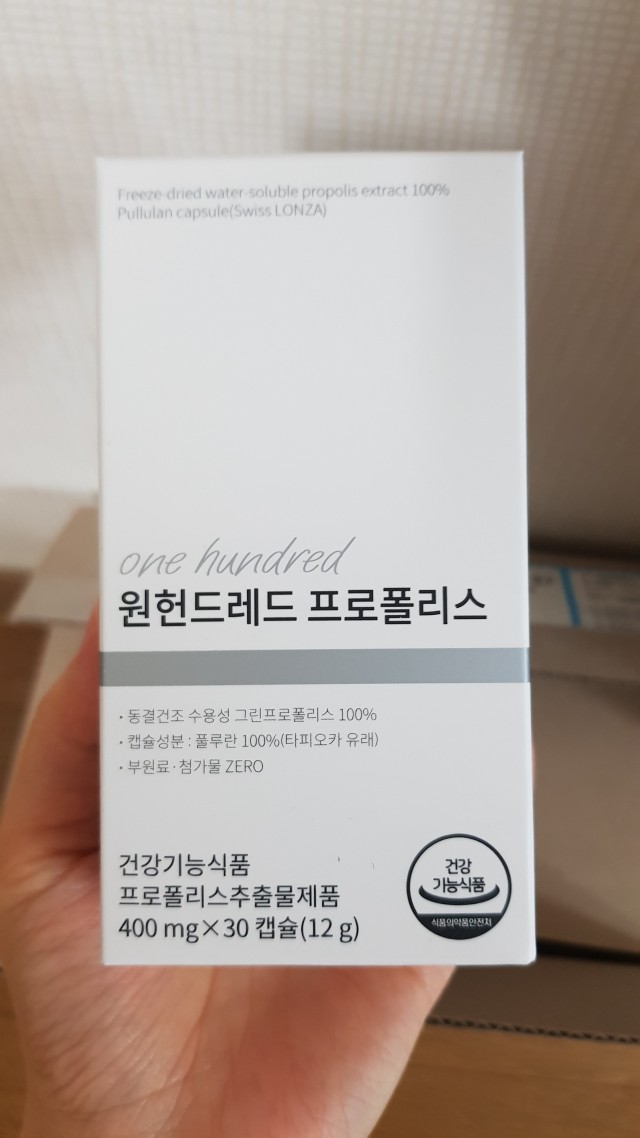 Freeze-dried water-soluble propolis extract 100%
Pullulan capsule(Swiss LONZA)
one hundred
원헌드레드 프로폴리스
· 동결건조 수용성 그린프로폴리스 100%
· 캡슐성분 : 풀루란 100%(타피오카 유래)
· 부원료·첨가물 ZERO
건강기능식품
프로폴리스추출물제품
400 mg×30 캡슐(12 g)
건강
기능식품
식품의약품안전처